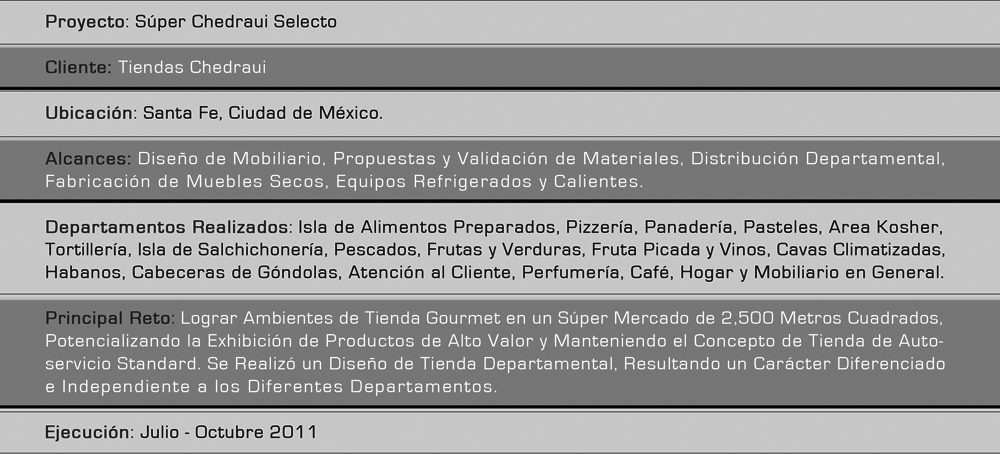 Proyecto: Súper Chedraui Selecto
Cliente: Tiendas Chedraui
Ubicación: Santa Fe, Ciudad de México.
Alcances: Diseño de Mobiliario, Propuestas y Validación de Materiales, Distribución Departamental,
Fabricación de Muebles Secos, Equipos Refrigerados y Calientes.
Departamentos Realizados: Isla de Alimentos Preparados, Pizzería, Panadería, Pasteles, Area Kosher,
Tortillería, Isla de Salchichonería, Pescados, Frutas y Verduras, Fruta Picada y Vinos, Cavas Climatizadas,
Habanos, Cabeceras de Góndolas, Atención al Cliente, Perfumería, Café, Hogar y Mobiliario en General.
Principal Reto: Lograr Ambientes de Tienda Gourmet en un Súper Mercado de 2,500 Metros Cuadrados,
Potencializando la Exhibición de Productos de Alto Valor y Manteniendo el Concepto de Tienda de Auto-
servicio Standard. Se Realizó un Diseño de Tienda Departamental, Resultando un Carácter Diferenciado
e Independiente a los Diferentes Departamentos.
Ejecución: Julio - Octubre 2011